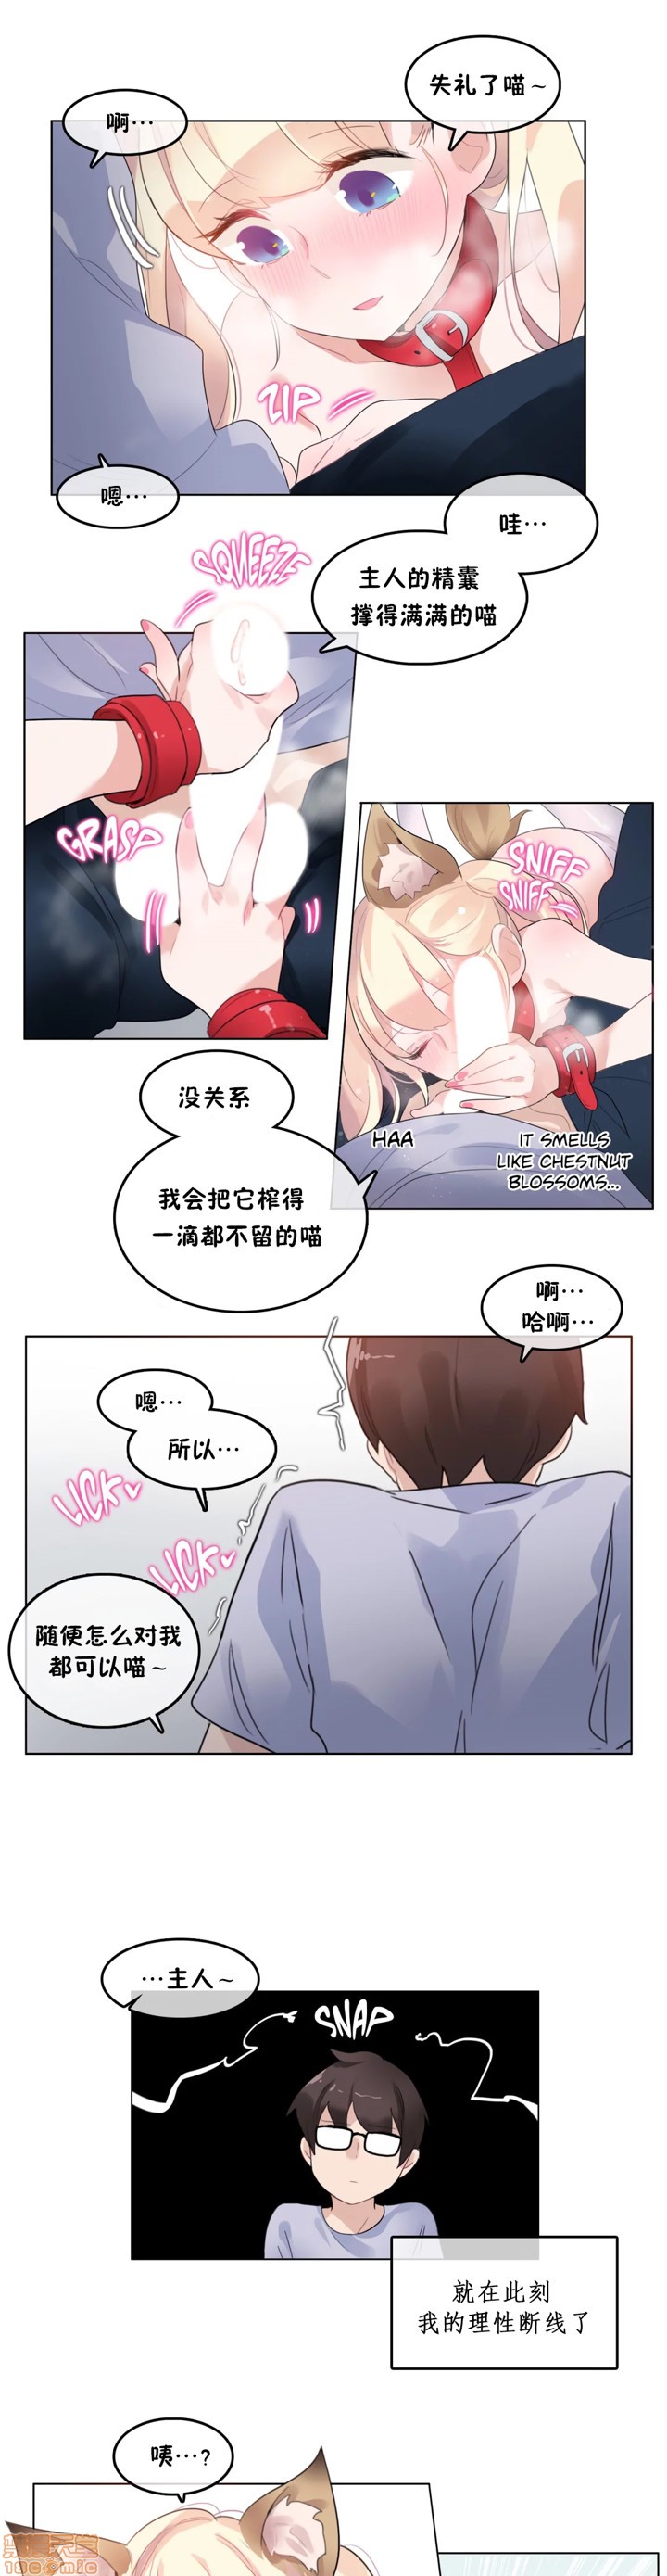 啊…
失礼了喵~
ZIP
嗯…
哇…
主人的精囊
撑得满满的喵
SQUEEZE
GRASP
SNIFF
SNIFF
HAA
IT SMELLS
LIKE CHESTNUT
BLOSSOMS...
没关系
我会把它榨得
一滴都不留的喵
啊…
哈啊…
嗯…
所以…
LICK
LICK
随便怎么对我
都可以喵~
…主人~
SNAP
就在此刻
我的理性断线了
咦…?
18Comic